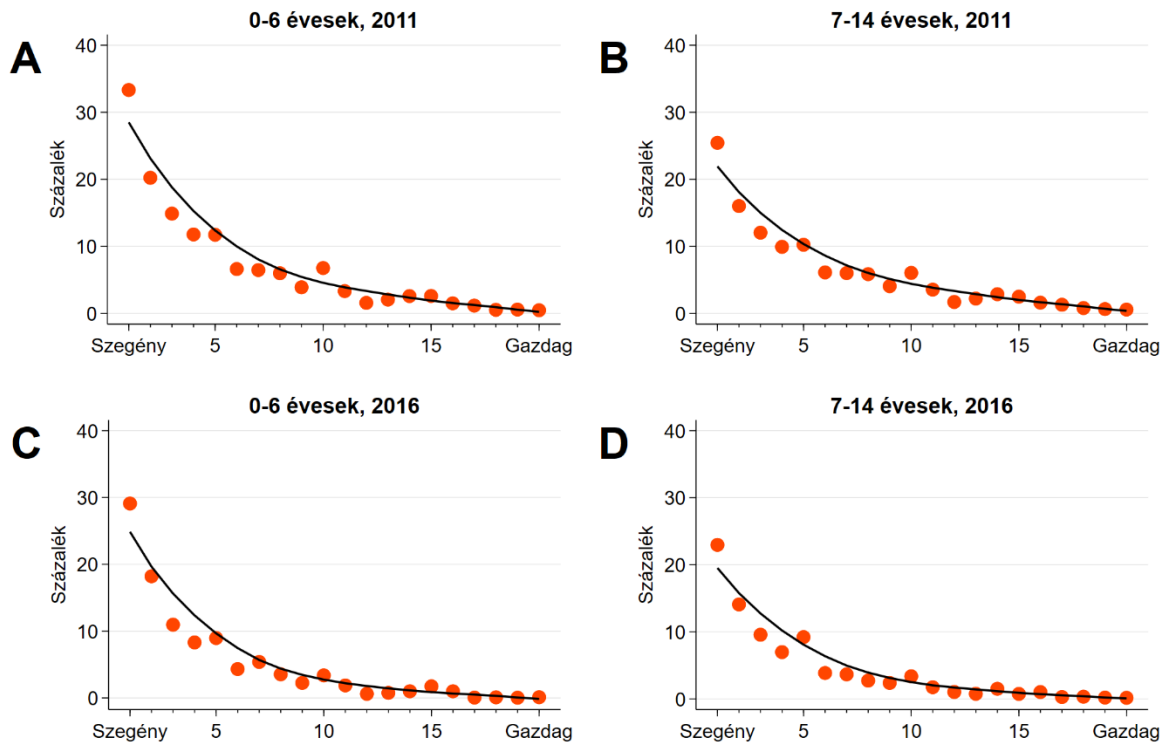 0-6 évesek, 2011
A
40
30
20
10
0
Százalék
Szegény 5 10 15 Gazdag
7-14 évesek, 2011
B
40
30
20
10
0
Százalék
Szegény 5 10 15 Gazdag
0-6 évesek, 2016
C
40
30
20
10
0
Százalék
Szegény 5 10 15 Gazdag
7-14 évesek, 2016
D
40
30
20
10
0
Százalék
Szegény 5 10 15 Gazdag